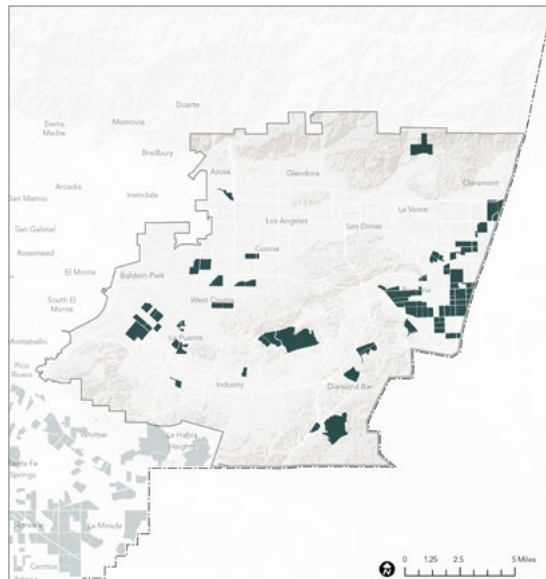 Duarte
Sierra
Madre
Monrovia
Bradbury
Arcadia
Irwindale
Azusa
Glendora
Claremont
San Marino
La Verne
San Gabriel
Los Angeles
San Dimas
Rosemead
Covina
El Monte
Baldwin Park
South El
Monte
West Covina
Montebello
La Puente
Pico
Rivera
Industry
Diamond Bar
Whittier
La Habra
Heights
Santa Fe
Springs
La Mirada
Cerritos
N
0 1.25 2.5 5 Miles